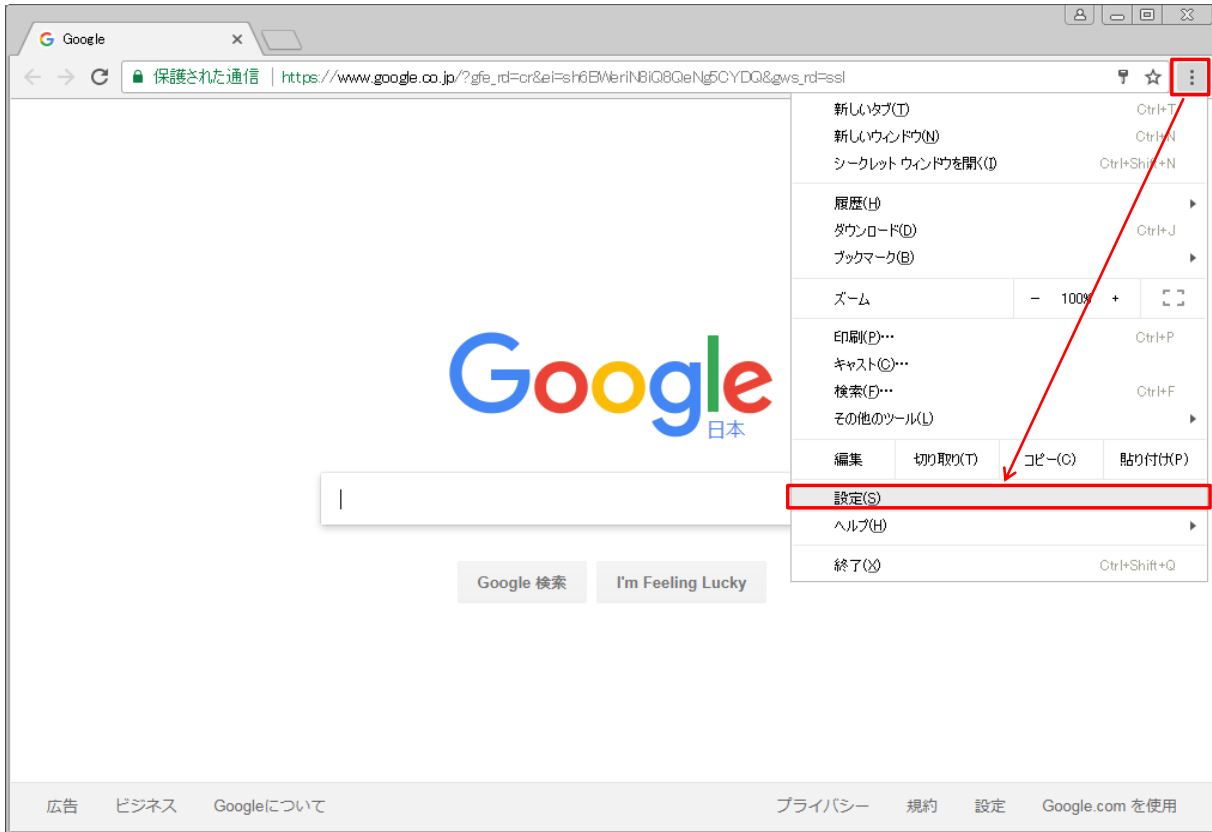 Google
保護された通信 | https://www.google.co.jp/?gfe_rd=cr&ei=sh6EWeriN8iQ8QeNg5CYDQ&gws_rd=ssl
新しいタブ(T) Ctrl+T
新しいウィンドウ(N) Ctrl+N
シークレット ウィンドウを開く(I) Ctrl+Shift+N
履歴(H)
ダウンロード(D) Ctrl+J
ブックマーク(B)
ズーム - 100% +
印刷(P)… Ctrl+P
キャスト(C)…
検索(F)… Ctrl+F
その他のツール(L)
編集 切り取り(T) コピー(C) 貼り付け(P)
設定(S)
ヘルプ(H)
終了(X) Ctrl+Shift+Q
Google
日本
Google 検索 I'm Feeling Lucky
広告 ビジネス Googleについて プライバシー 規約 設定 Google.com を使用